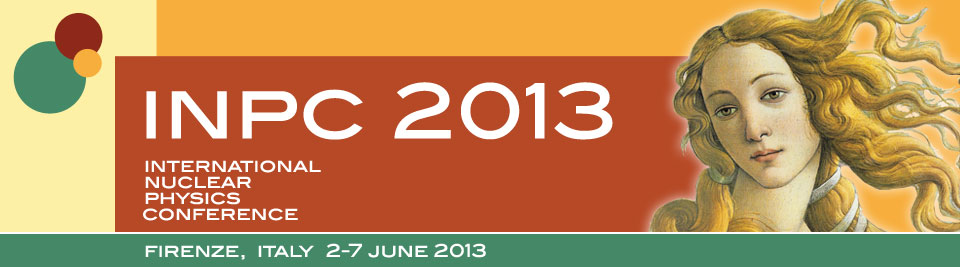 INPC 2013
INTERNATIONAL
NUCLEAR
PHYSICS
CONFERENCE
FIRENZE, ITALY 2-7 JUNE 2013